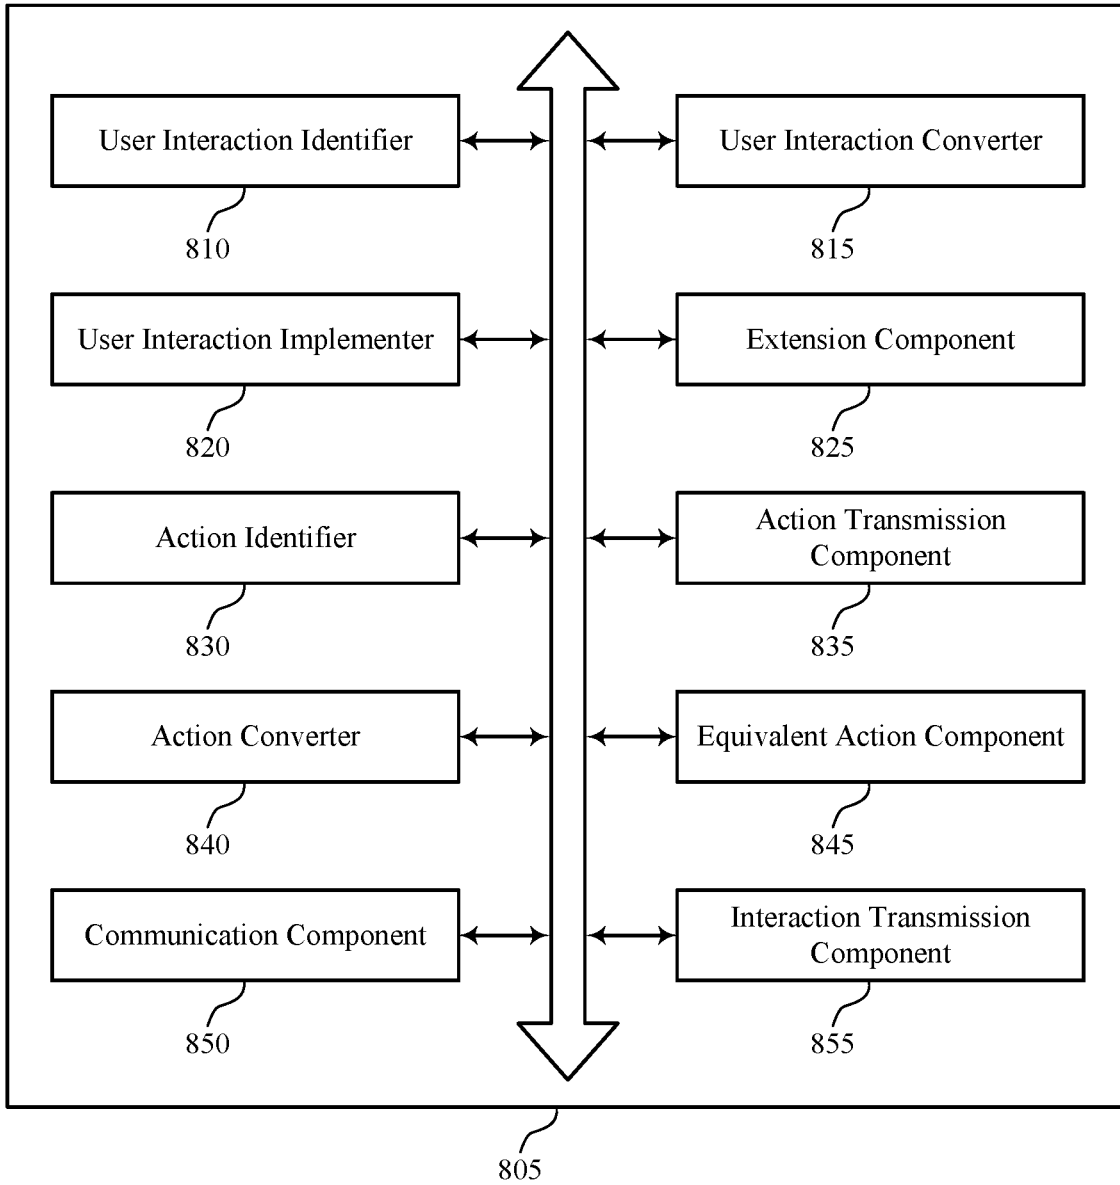 User Interaction Identifier
810
User Interaction Converter
815
User Interaction Implementer
820
Extension Component
825
Action Identifier
830
Action Transmission
Component
835
Action Converter
840
Equivalent Action Component
845
Communication Component
850
Interaction Transmission
Component
855
805